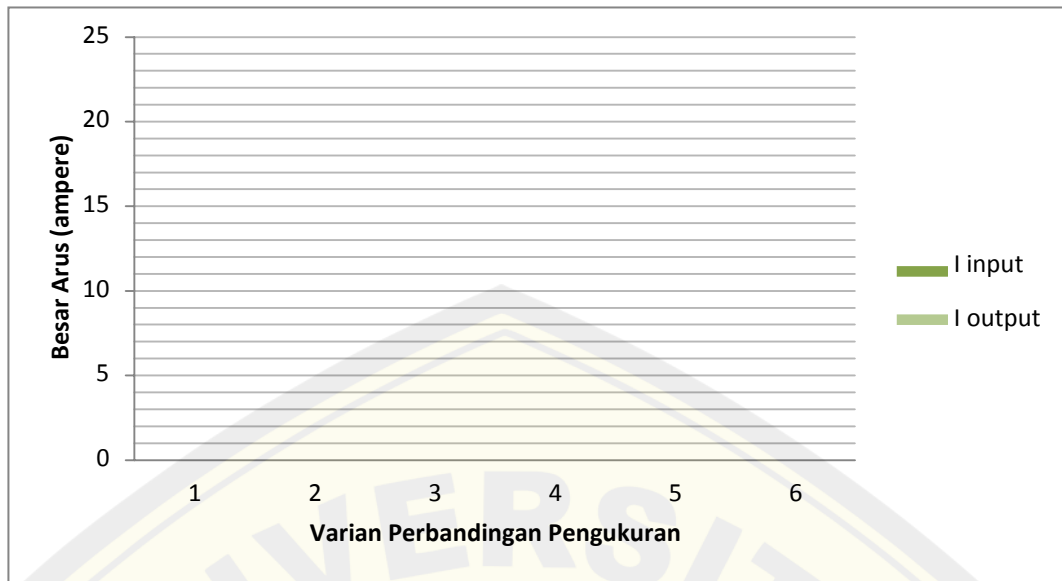 25
20
15
10
5
0
Besar Arus (ampere)
1 2 3 4 5 6
Varian Perbandingan Pengukuran
I input
I output
VERSIT